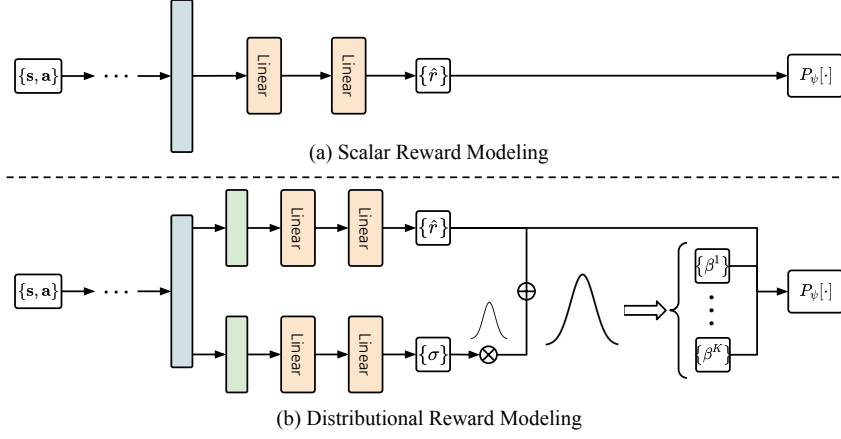 {s, a}
· · ·
Linear
Linear
{r̂}
P_ψ[·]
(a) Scalar Reward Modeling
Linear
Linear
{r̂}
{s, a}
· · ·
{β^1}
P_ψ[·]
Linear
Linear
{σ}
{β^K}
(b) Distributional Reward Modeling